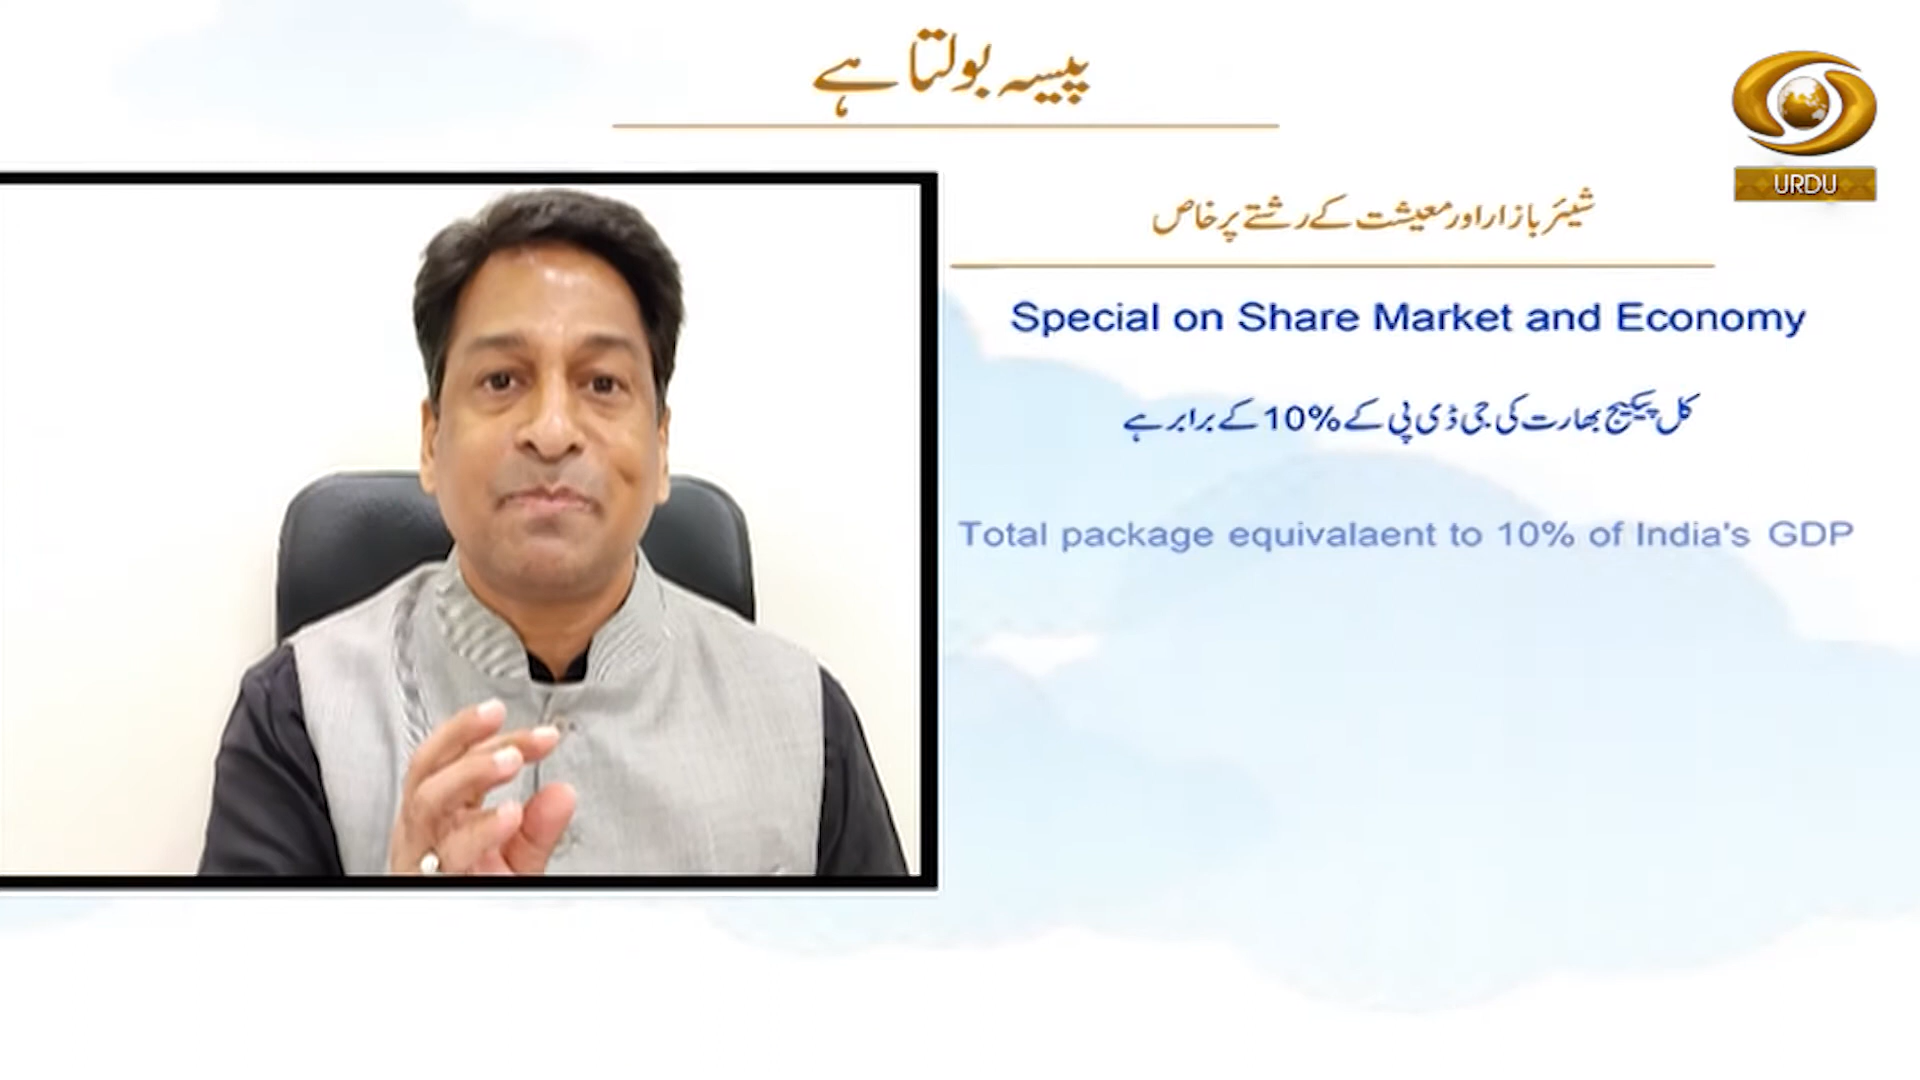 پیسہ بولتا ہے
URDU
شیئر بازار اور معیشت کے رشتے پر خاص
Special on Share Market and Economy
کل پیکیج بھارت کی جی ڈی پی کے 10% کے برابر ہے
Total package equivalaent to 10% of India's GDP